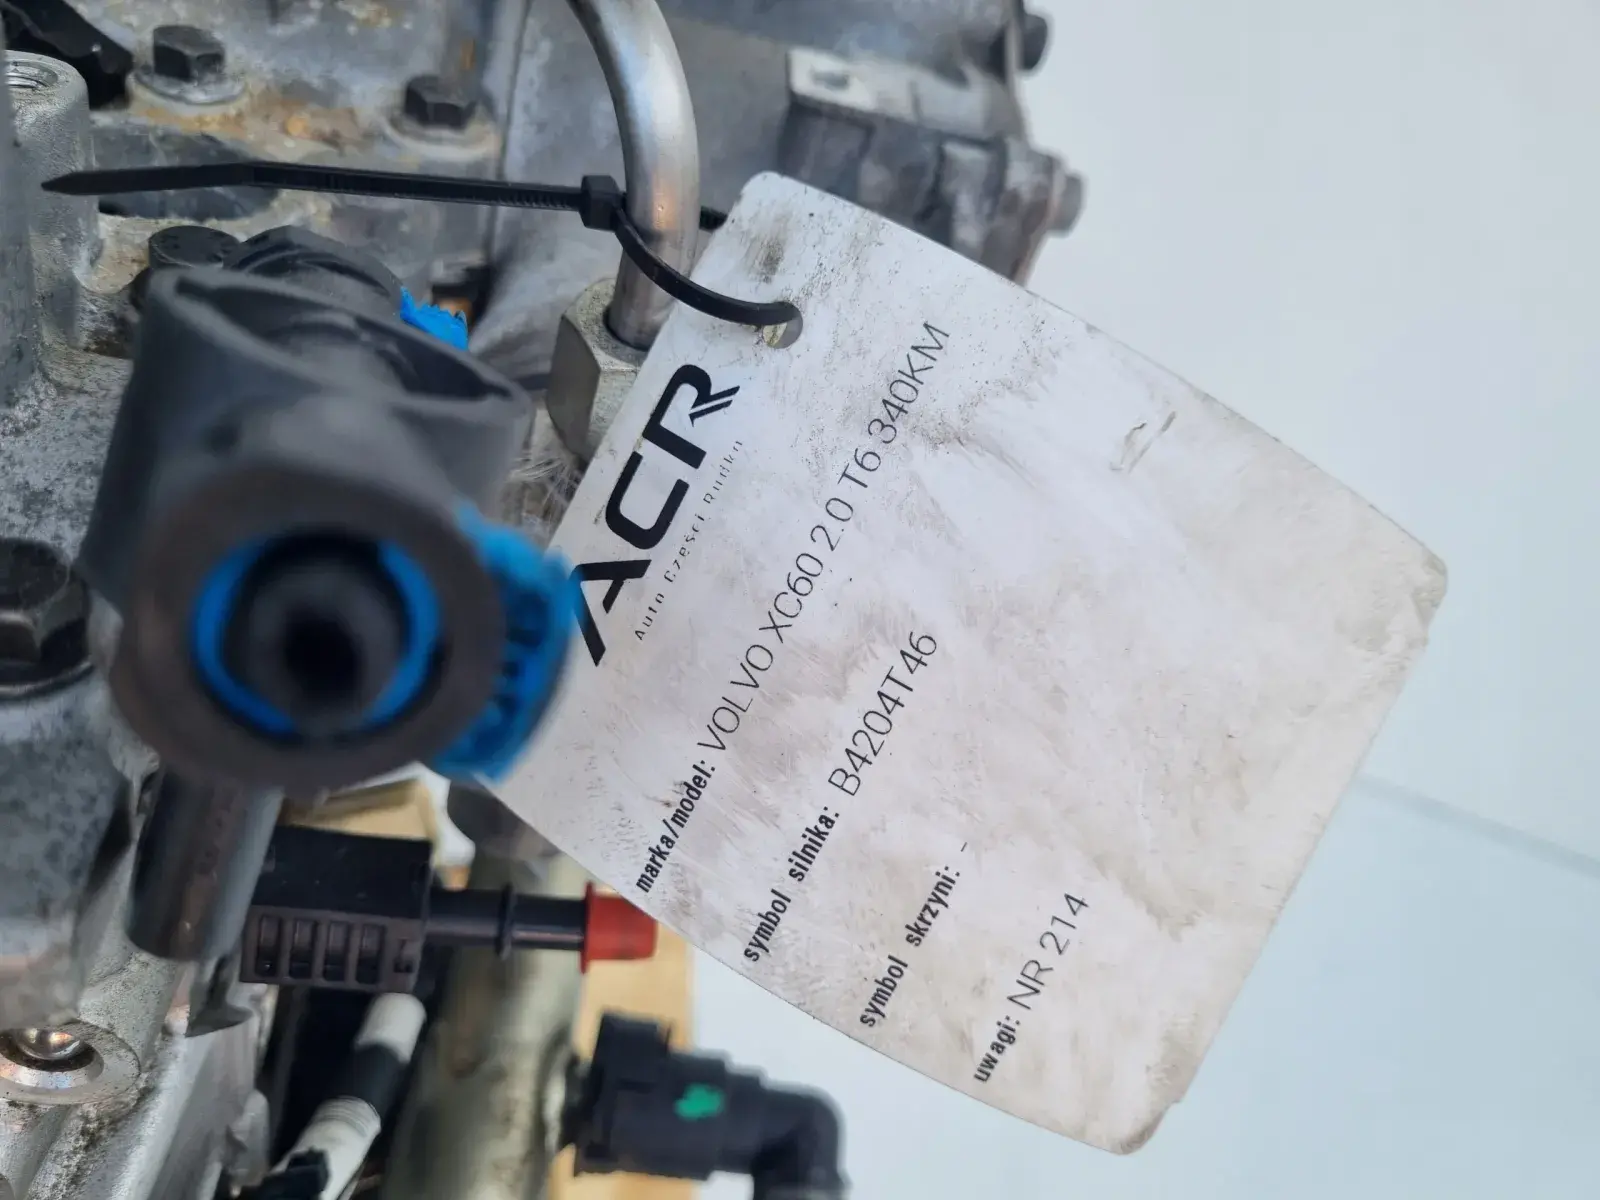 ACR
Auto Części Rudka
marka/model: VOLVO XC60 2.0 T6 340KM
symbol silnika: B4204T46
symbol skrzyni: -
uwagi: NR 214